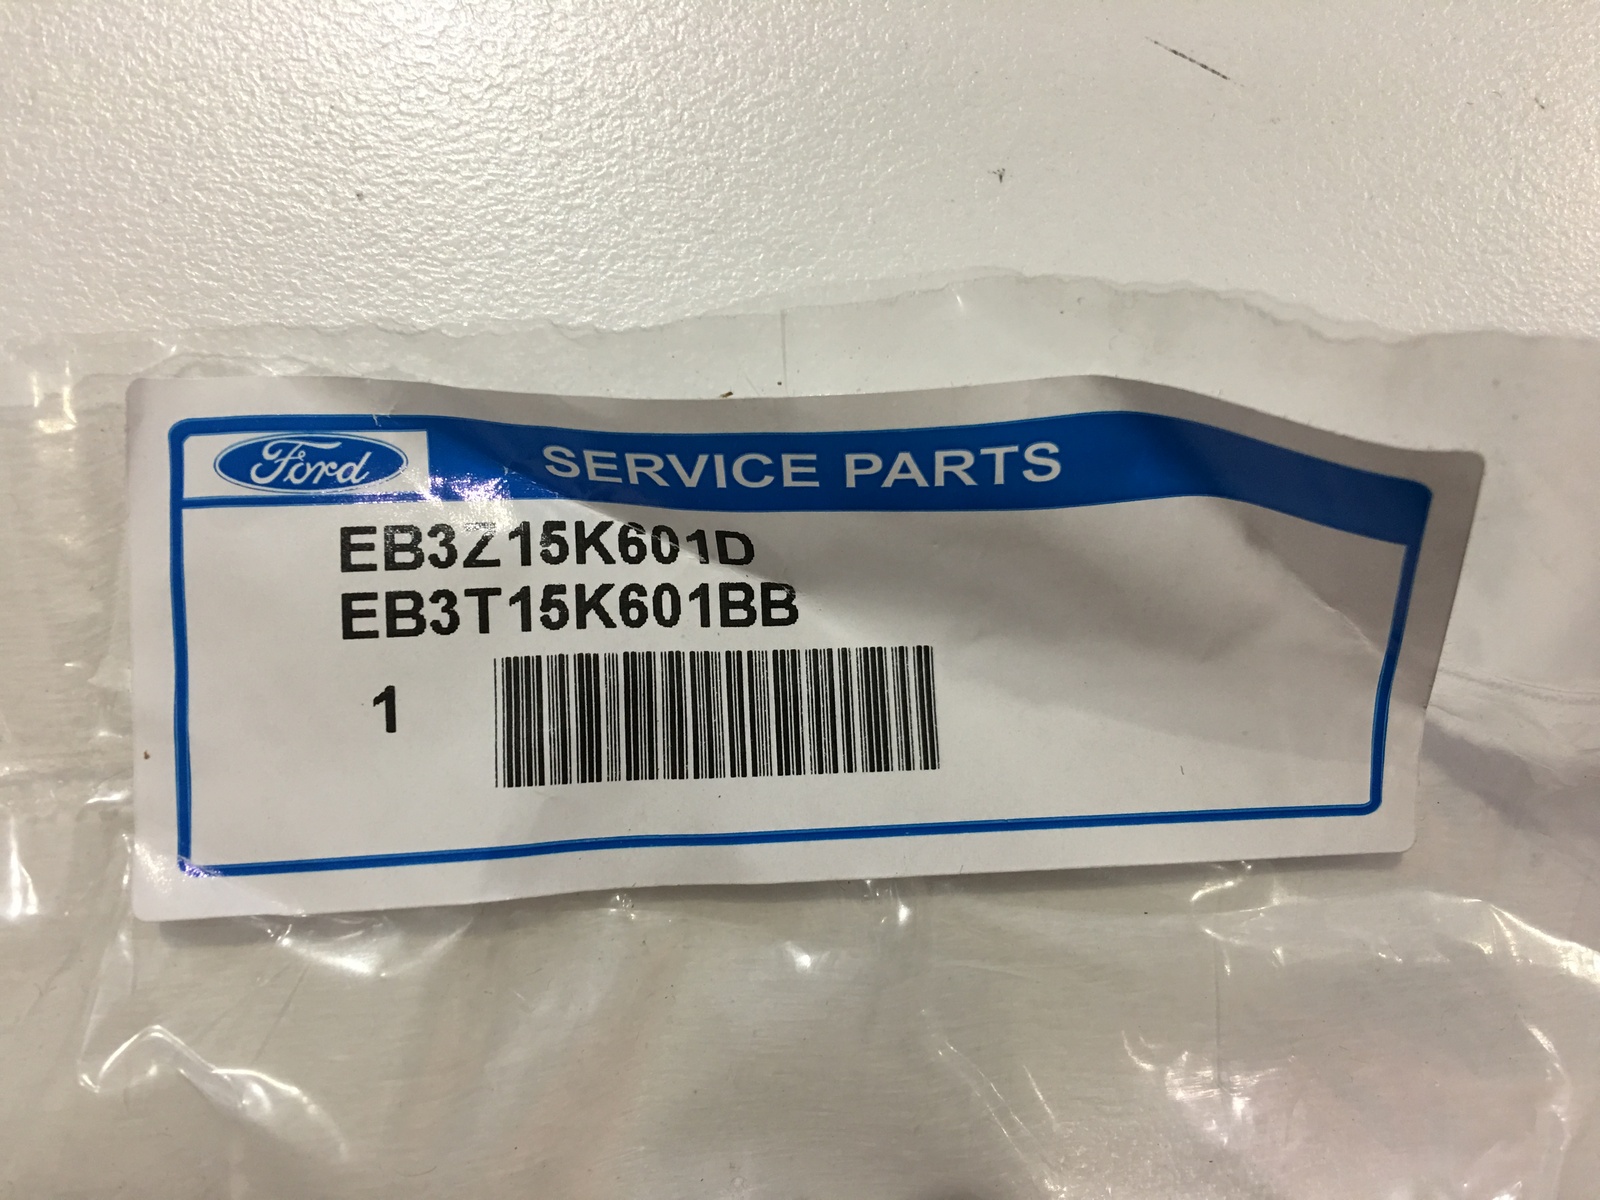 Ford SERVICE PARTS
EB3Z15K601D
EB3T15K601BB
1